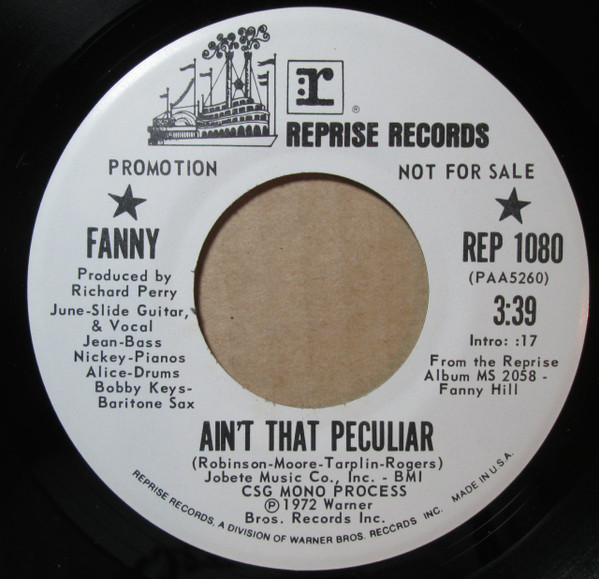 r
®
REPRISE RECORDS
PROMOTION
NOT FOR SALE
FANNY
Produced by
Richard Perry
June-Slide Guitar,
& Vocal
Jean-Bass
Nickey-Pianos
Alice-Drums
Bobby Keys-
Baritone Sax
REP 1080
(PAA5260)
3:39
Intro: :17
From the Reprise
Album MS 2058 -
Fanny Hill
AIN'T THAT PECULIAR
(Robinson-Moore-Tarplin-Rogers)
Jobete Music Co., Inc. - BMI
CSG MONO PROCESS
Ⓟ 1972 Warner
Bros. Records Inc.
REPRISE RECORDS, A DIVISION OF WARNER BROS. RECORDS INC. MADE IN U.S.A.